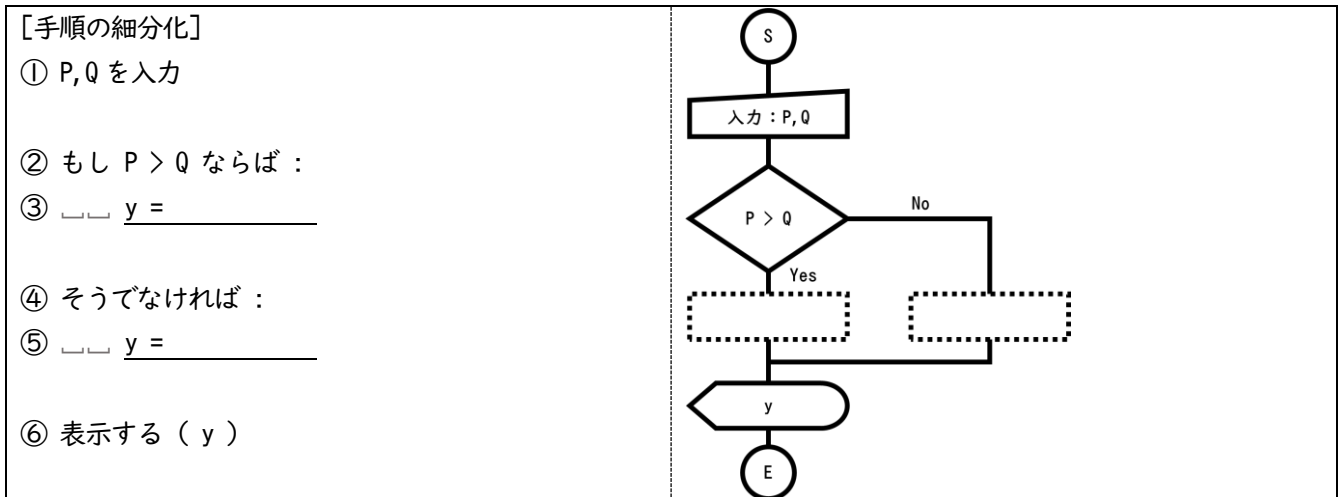 [手順の細分化]
① P,Qを入力
② もし P > Q ならば :
③ ␣␣ y =
④ そうでなければ :
⑤ ␣␣ y =
⑥ 表示する ( y )
S
入力：P,Q
P > Q
No
Yes
y
E